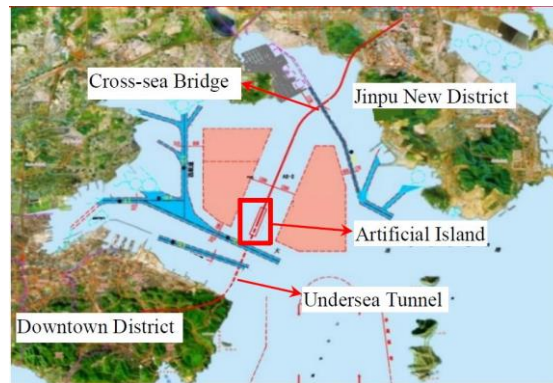 Cross-sea Bridge
Jinpu New District
Artificial Island
Undersea Tunnel
Downtown District